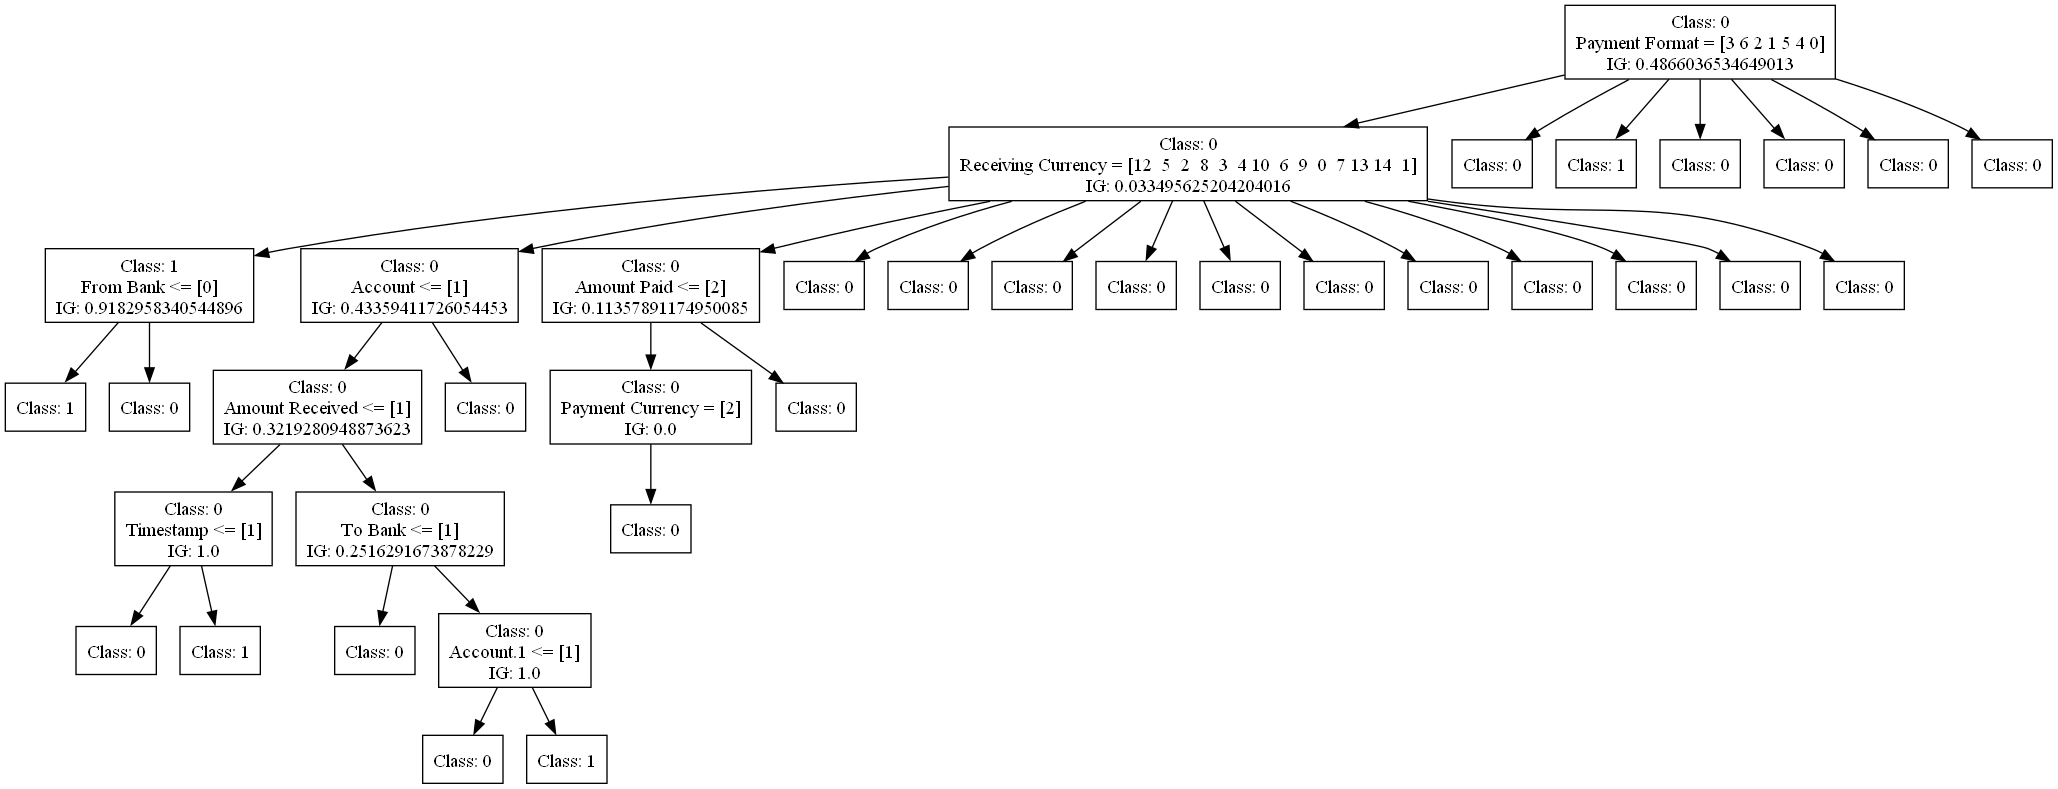 Class: 0
Payment Format = [3 6 2 1 5 4 0]
IG: 0.4866036534649013
Class: 0
Receiving Currency = [12  5  2  8  3  4 10  6  9  0  7 13 14  1]
IG: 0.033495625204204016
Class: 0
Class: 1
Class: 0
Class: 0
Class: 0
Class: 0
Class: 1
From Bank <= [0]
IG: 0.9182958340544896
Class: 0
Account <= [1]
IG: 0.43359411726054453
Class: 0
Amount Paid <= [2]
IG: 0.11357891174950085
Class: 0
Class: 0
Class: 0
Class: 0
Class: 0
Class: 0
Class: 0
Class: 0
Class: 0
Class: 0
Class: 0
Class: 1
Class: 0
Class: 0
Amount Received <= [1]
IG: 0.3219280948873623
Class: 0
Class: 0
Payment Currency = [2]
IG: 0.0
Class: 0
Class: 0
Timestamp <= [1]
IG: 1.0
Class: 0
To Bank <= [1]
IG: 0.2516291673878229
Class: 0
Class: 0
Class: 1
Class: 0
Class: 0
Account.1 <= [1]
IG: 1.0
Class: 0
Class: 1